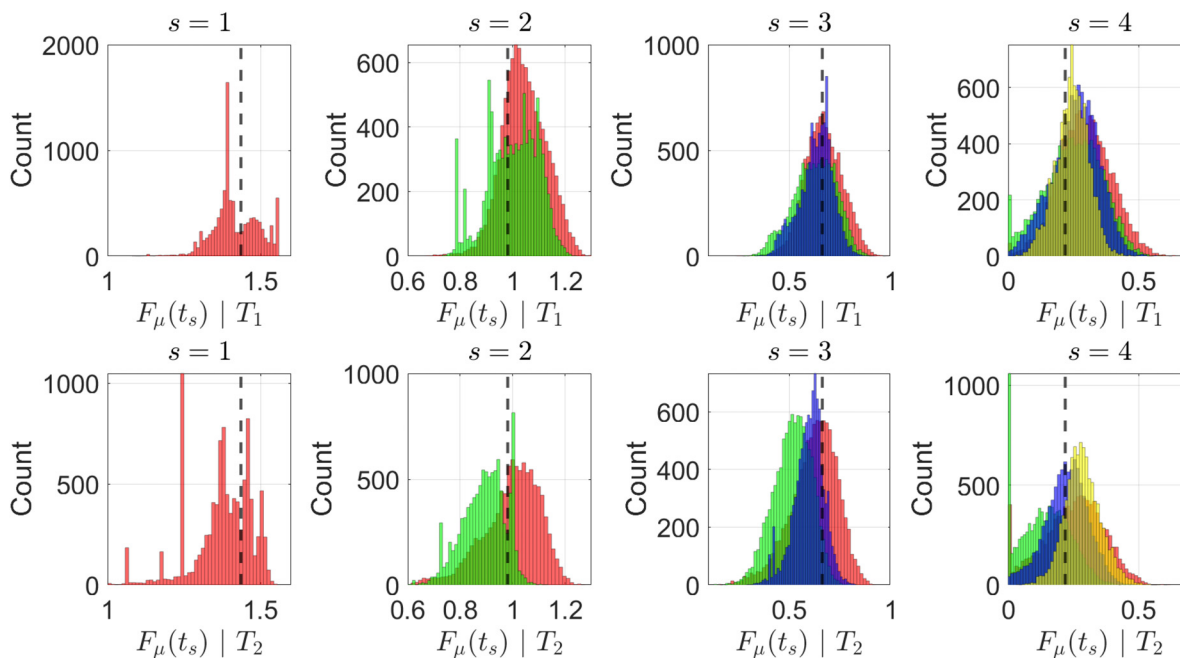 s = 1
s = 2
s = 3
s = 4
2000
1000
0
Count
1
1.5
F_μ(t_s) | T_1
600
400
200
0
Count
0.6
0.8
1
1.2
F_μ(t_s) | T_1
1000
500
0
Count
0.5
1
F_μ(t_s) | T_1
600
400
200
0
Count
0
0.5
F_μ(t_s) | T_1
s = 1
s = 2
s = 3
s = 4
1000
500
0
Count
1
1.5
F_μ(t_s) | T_2
1000
500
0
Count
0.6
0.8
1
1.2
F_μ(t_s) | T_2
600
400
200
0
Count
0.5
1
F_μ(t_s) | T_2
1000
500
0
Count
0
0.5
F_μ(t_s) | T_2